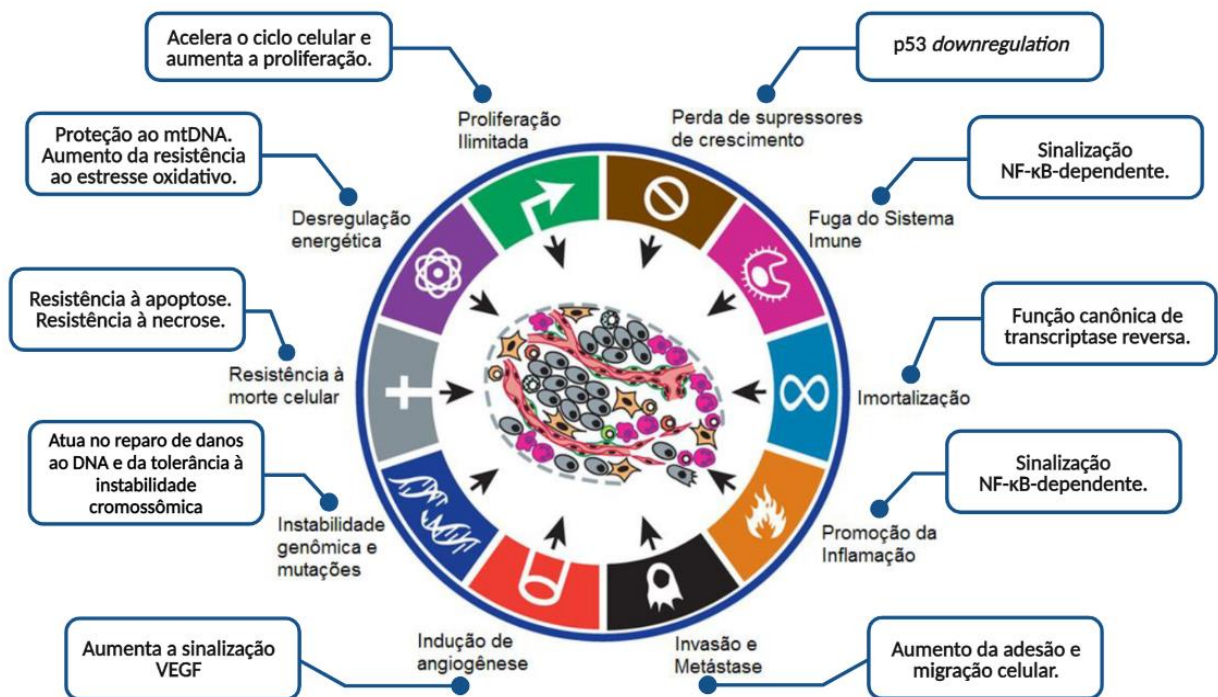 Acelera o ciclo celular e
aumenta a proliferação.
p53 downregulation
Proliferação
Ilimitada
Perda de supressores
de crescimento
Proteção ao mtDNA.
Aumento da resistência
ao estresse oxidativo.
Sinalização
NF-κB-dependente.
Desregulação
energética
Fuga do Sistema
Imune
Resistência à apoptose.
Resistência à necrose.
Função canônica de
transcriptase reversa.
Resistência à
morte celular
Imortalização
Atua no reparo de danos
ao DNA e da tolerância à
instabilidade
cromossômica
Sinalização
NF-κB-dependente.
Instabilidade
genômica e
mutações
Promoção da
Inflamação
Indução de
angiogênese
Invasão e
Metástase
Aumenta a sinalização
VEGF
Aumento da adesão e
migração celular.